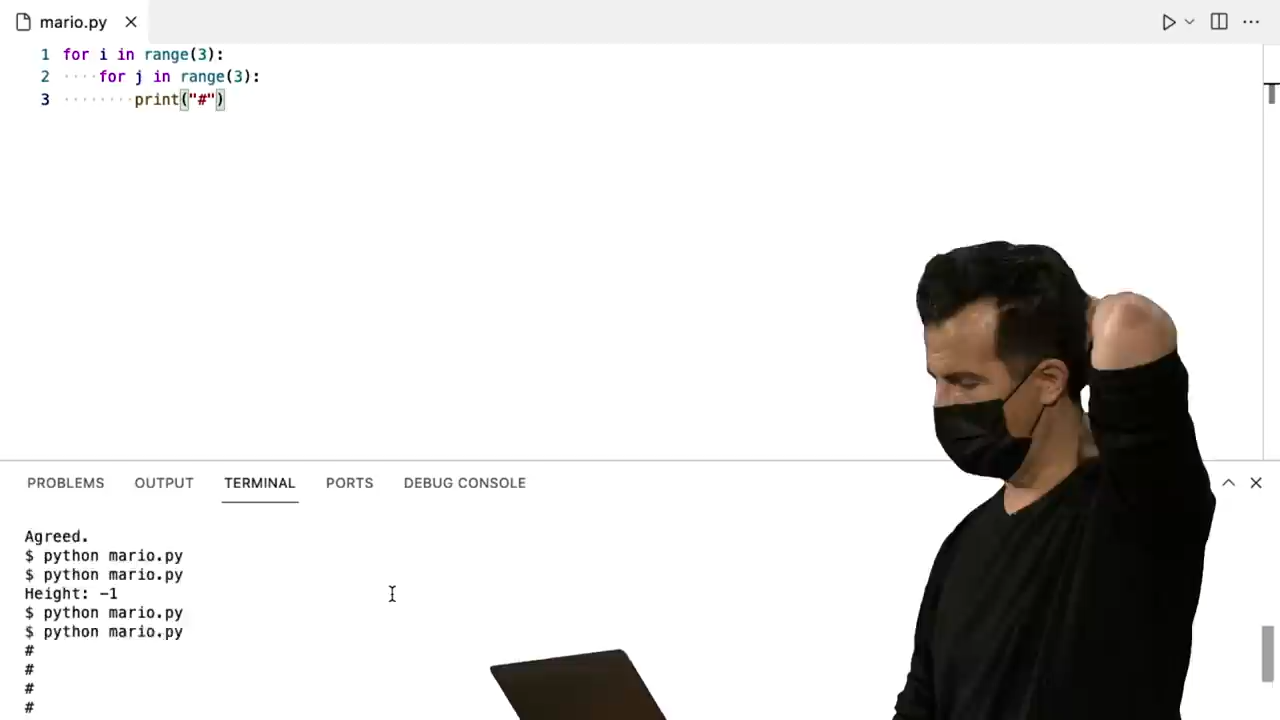 mario.py
1 for i in range(3):
2 ····for j in range(3):
3 ········print("#")
PROBLEMS OUTPUT TERMINAL PORTS DEBUG CONSOLE
Agreed.
$ python mario.py
$ python mario.py
Height: -1
$ python mario.py
$ python mario.py
#
#
#
#